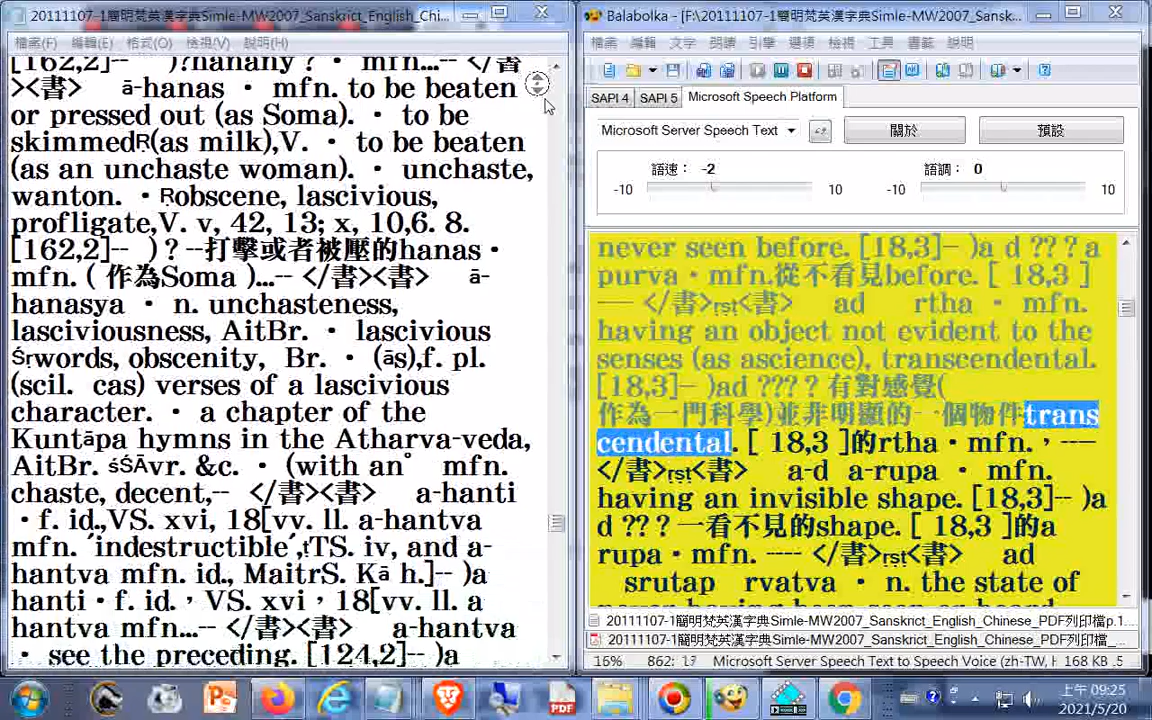 20111107-1簡明梵英漢字典Simle-MW2007_Sanskrict_English_Chi...
檔案(F) 編輯(E) 格式(O) 檢視(V) 說明(H)
[162,2]-- )?hanany ? ‧ mfn...-- </書
><書> ā-hanas ‧ mfn. to be beaten
or pressed out (as Soma). ‧ to be
skimmedR(as milk),V. ‧ to be beaten
(as an unchaste woman). ‧ unchaste,
wanton. ‧Robscene, lascivious,
profligate,V. v, 42, 13; x, 10,6. 8.
[162,2]-- )？--打擊或者被壓的hanas‧
mfn. ( 作為Soma )...-- </書><書> ā-
hanasya ‧ n. unchasteness,
lasciviousness, AitBr. ‧ lascivious
Śrwords, obscenity, Br. ‧ (ās),f. pl.
(scil. cas) verses of a lascivious
character. ‧ a chapter of the
Kuntāpa hymns in the Atharva-veda,
AitBr. śŚĀvr. &c. ‧ (with an° mfn.
chaste, decent,-- </書><書> a-hanti
‧f. id.,VS. xvi, 18[vv. ll. a-hantva
mfn. 'indestructible',tTS. iv, and a-
hantva mfn. id., MaitrS. Kā h.]-- )a
hanti‧f. id.，VS. xvi，18[vv. ll. a
hantva mfn...-- </書><書> a-hantva
‧ see the preceding. [124,2]-- )a
Balabolka - [F:\20111107-1簡明梵英漢字典Simle-MW2007_Sansk...
檔案 編輯 文字 朗讀 引擎 選項 檢視 工具 書籤 說明
SAPI 4 SAPI 5 Microsoft Speech Platform
Microsoft Server Speech Text 關於 預設
語速： -2 語調： 0
-10 10 -10 10
never seen before. [18,3]-- )a d ???a
purva‧mfn.從不看見before. [ 18,3 ]
---- </書>rst<書> ad rtha ‧ mfn.
having an object not evident to the
senses (as ascience), transcendental.
[18,3]-- )ad ????有對感覺(
作為一門科學)並非明顯的一個物件trans
cendental. [ 18,3 ]的rtha‧mfn.，----
</書>rst<書> a-d a-rupa ‧ mfn.
having an invisible shape. [18,3]-- )a
d ???一看不見的shape. [ 18,3 ]的a
rupa‧mfn. ---- </書>rst<書> ad
srutap rvatva ‧ n. the state of
never having been seen or heard
20111107-1簡明梵英漢字典Simle-MW2007_Sanskrict_English_Chinese_PDF列印檔_p.1...
20111107-1簡明梵英漢字典Simle-MW2007_Sanskrict_English_Chinese_PDF列印檔...
16% 862: 17 Microsoft Server Speech Text to Speech Voice (zh-TW, H 168 KB .5
上午 09:25
2021/5/20